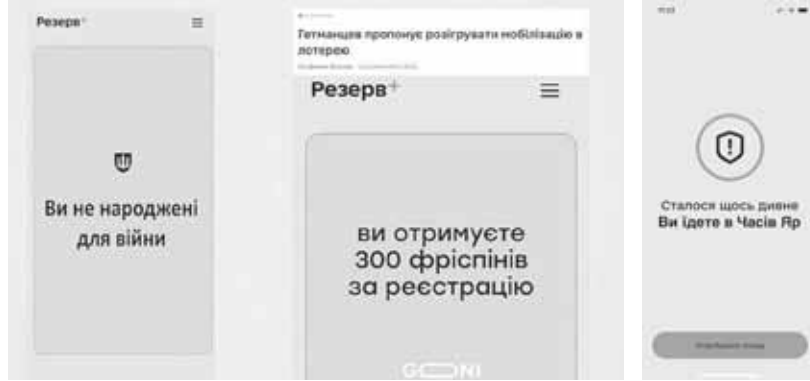 Резерв+
Ви не народжені
для війни
Гетманцев пропонує розігрувати мобілізацію в
лотерею
Резерв+
ви отримуєте
300 фріспінів
за реєстрацію
Сталося щось дивне
Ви їдете в Часів Яр